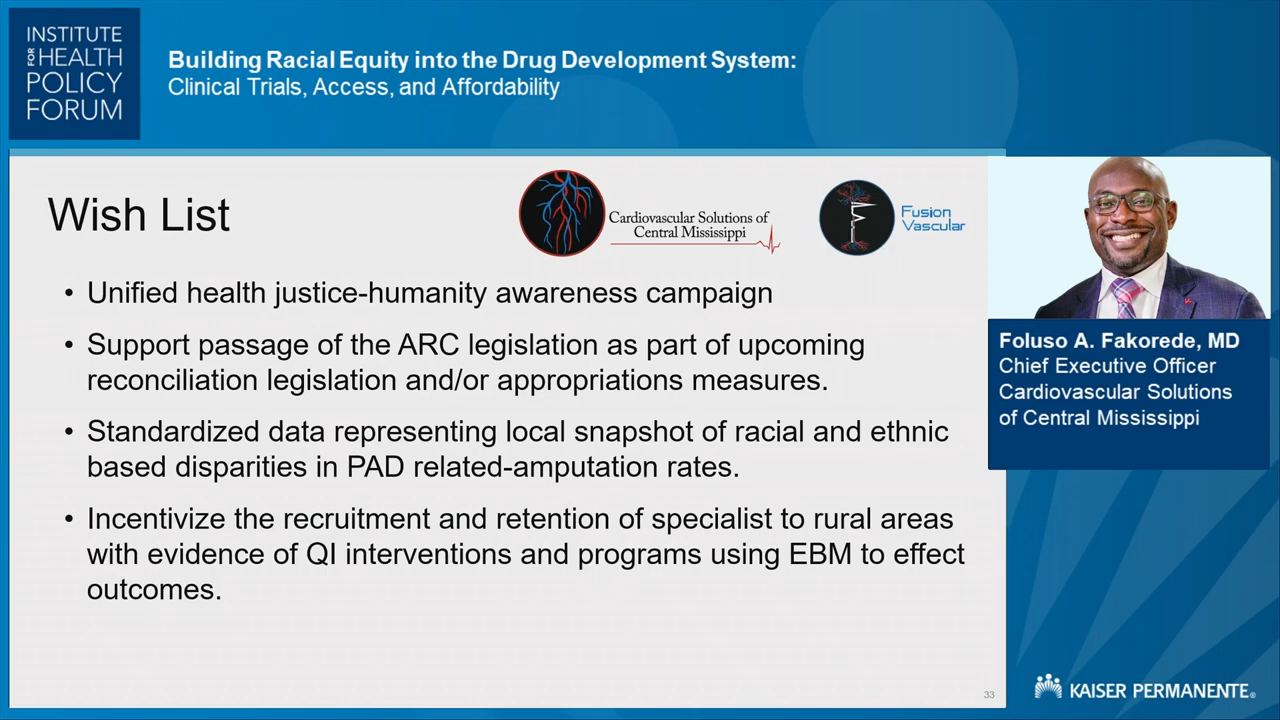 INSTITUTE
FOR HEALTH
POLICY
FORUM
Building Racial Equity into the Drug Development System:
Clinical Trials, Access, and Affordability
Wish List
Cardiovascular Solutions of
Central Mississippi
Fusion
Vascular
• Unified health justice-humanity awareness campaign
• Support passage of the ARC legislation as part of upcoming
reconciliation legislation and/or appropriations measures.
• Standardized data representing local snapshot of racial and ethnic
based disparities in PAD related-amputation rates.
• Incentivize the recruitment and retention of specialist to rural areas
with evidence of QI interventions and programs using EBM to effect
outcomes.
33
Foluso A. Fakorede, MD
Chief Executive Officer
Cardiovascular Solutions
of Central Mississippi
KAISER PERMANENTE®